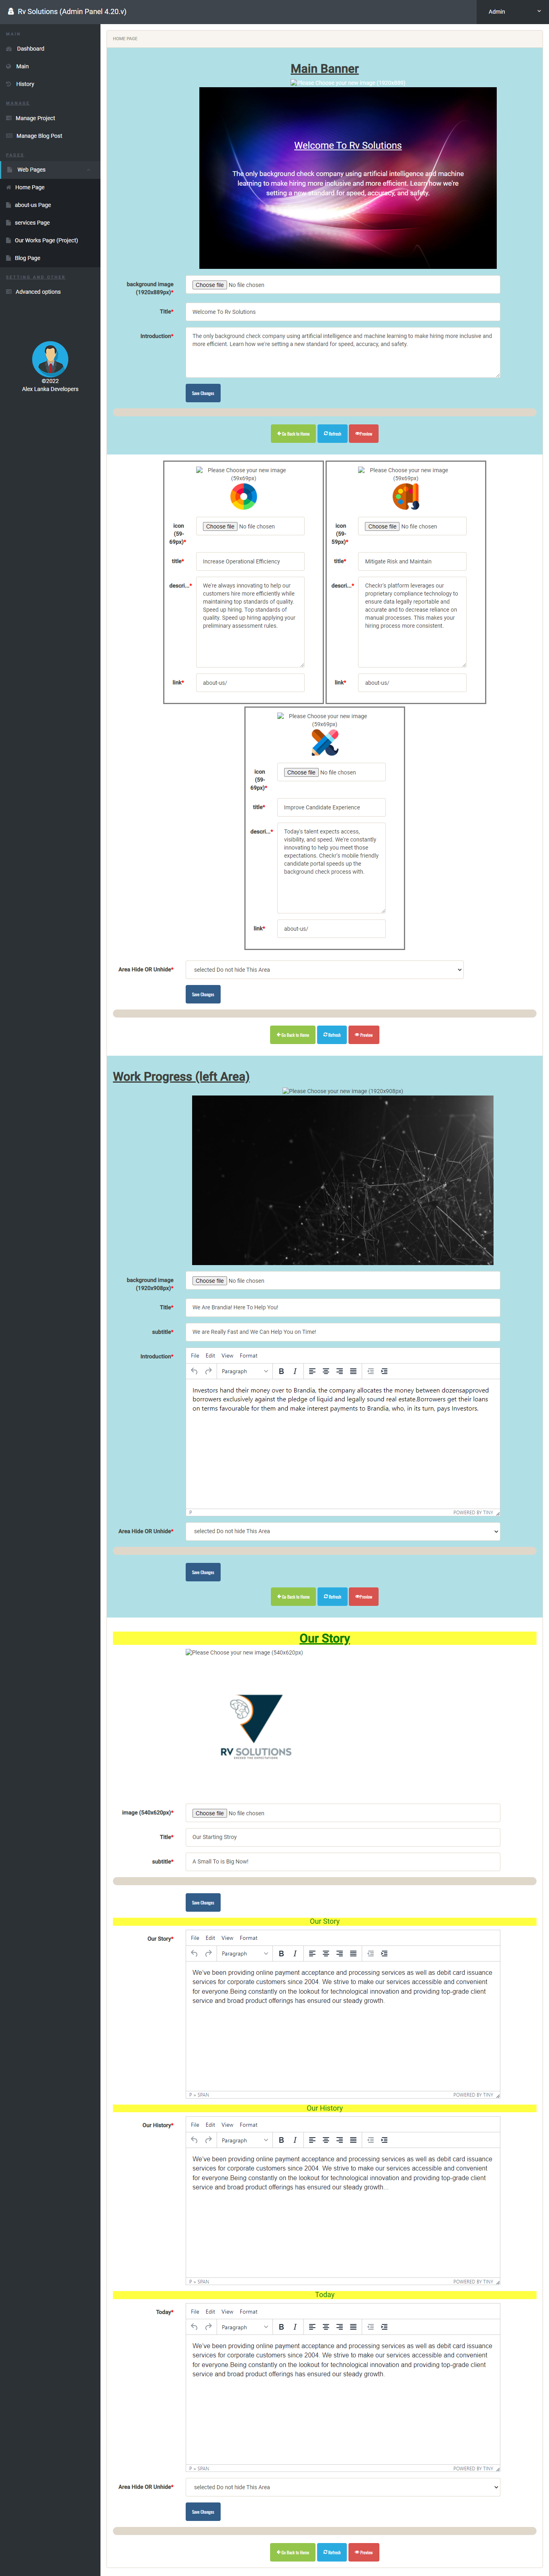 Rv Solutions (Admin Panel 4.20.v)
Admin
MAIN
Dashboard
Main
History
MANAGE
Manage Project
Manage Blog Post
PAGES
Web Pages
Home Page
about-us Page
services Page
Our Works Page (Project)
Blog Page
SETTING AND OTHER
Advanced options
©2022
Alex Lanka Developers
HOME PAGE
Main Banner
Please Choose your new image (1920x889)
Welcome To Rv Solutions
The only background check company using artificial intelligence and machine
learning to make hiring more inclusive and more efficient. Learn how we're
setting a new standard for speed, accuracy, and safety.
background image
(1920x889px)*
Choose file No file chosen
Title*
Welcome To Rv Solutions
Introduction*
The only background check company using artificial intelligence and machine learning to make hiring more inclusive and
more efficient. Learn how we're setting a new standard for speed, accuracy, and safety.
Save Changes
Go Back to Home
Refresh
Preview
Please Choose your new image
(59x69px)
icon
(59-
69px)*
Choose file No file chosen
title*
Increase Operational Efficiency
descri...*
We're always innovating to help our
customers hire more efficiently while
maintaining top standards of quality.
Speed up hiring. Top standards of
quality. Speed up hiring applying your
preliminary assessment rules.
link*
about-us/
Please Choose your new image
(59x69px)
icon
(59-
59px)*
Choose file No file chosen
title*
Mitigate Risk and Maintain
descri...*
Checkr's platform leverages our
proprietary compliance technology to
ensure data legally reportable and
accurate and to decrease reliance on
manual processes. This makes your
hiring process more consistent.
link*
about-us/
Please Choose your new image
(59x69px)
icon
(59-
69px)*
Choose file No file chosen
title*
Improve Candidate Experience
descri...*
Today's talent expects access,
visibility, and speed. We're constantly
innovating to help you meet those
expectations. Checkr's mobile friendly
candidate portal speeds up the
background check process with.
link*
about-us/
Area Hide OR Unhide*
selected Do not hide This Area
Save Changes
Go Back to Home
Refresh
Preview
Work Progress (left Area)
Please Choose your new image (1920x908px)
background image
(1920x908px)*
Choose file No file chosen
Title*
We Are Brandia! Here To Help You!
subtitle*
We are Really Fast and We Can Help You on Time!
Introduction*
File Edit View Format
Paragraph
Investors hand their money over to Brandia, the company allocates the money between dozensapproved
borrowers exclusively against the pledge of liquid and legally sound real estate.Borrowers get their loans
on terms favourable for them and make interest payments to Brandia, who, in its turn, pays Investors.
P
POWERED BY TINY
Area Hide OR Unhide*
selected Do not hide This Area
Save Changes
Go Back to Home
Refresh
Preview
Our Story
Please Choose your new image (540x620px)
RV SOLUTIONS
image (540x620px)*
Choose file No file chosen
Title*
Our Starting Stroy
subtitle*
A Small To is Big Now!
Save Changes
Our Story
Our Story*
File Edit View Format
Paragraph
We've been providing online payment acceptance and processing services as well as debit card issuance
services for corporate customers since 2004. We strive to make our services accessible and convenient
for everyone.Being constantly on the lookout for technological innovation and providing top-grade client
service and broad product offerings has ensured our steady growth.
P » SPAN
POWERED BY TINY
Our History
Our History*
File Edit View Format
Paragraph
We've been providing online payment acceptance and processing services as well as debit card issuance
services for corporate customers since 2004. We strive to make our services accessible and convenient
for everyone.Being constantly on the lookout for technological innovation and providing top-grade client
service and broad product offerings has ensured our steady growth...
P » SPAN
POWERED BY TINY
Today
Today*
File Edit View Format
Paragraph
We've been providing online payment acceptance and processing services as well as debit card issuance
services for corporate customers since 2004. We strive to make our services accessible and convenient
for everyone.Being constantly on the lookout for technological innovation and providing top-grade client
service and broad product offerings has ensured our steady growth.
P » SPAN
POWERED BY TINY
Area Hide OR Unhide*
selected Do not hide This Area
Save Changes
Go Back to Home
Refresh
Preview